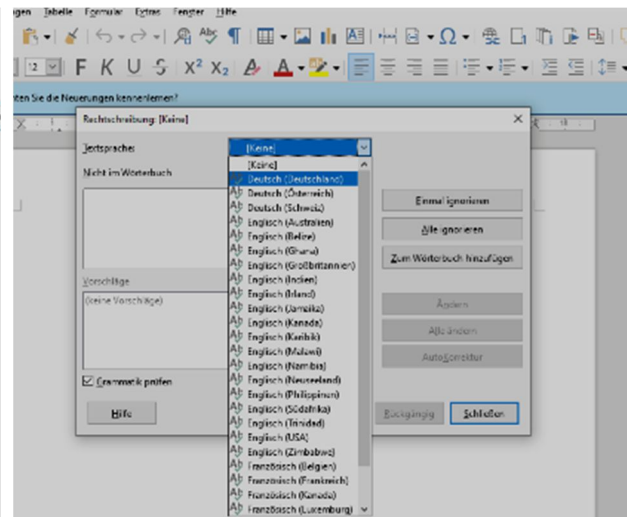 gen Tabelle Formular Extras Fenster Hilfe
12 F K U S X² X₂ A A
ten Sie die Neuerungen kennenlernen?
Rechtschreibung: [Keine]
Textsprache: [Keine]
[Keine]
Nicht im Wörterbuch
Deutsch (Deutschland)
Deutsch (Österreich)
Deutsch (Schweiz)
Englisch (Australien)
Englisch (Belize)
Englisch (Ghana)
Englisch (Großbritannien)
Englisch (Indien)
Englisch (Irland)
Englisch (Jamaika)
Englisch (Kanada)
Englisch (Karibik)
Englisch (Malawi)
Englisch (Namibia)
Englisch (Neuseeland)
Englisch (Philippinen)
Englisch (Südafrika)
Englisch (Trinidad)
Englisch (USA)
Englisch (Zimbabwe)
Französisch (Belgien)
Französisch (Frankreich)
Französisch (Kanada)
Französisch (Luxemburg)
Einmal ignorieren
Alle ignorieren
Zum Wörterbuch hinzufügen
Vorschläge
(keine Vorschläge)
Ändern
Alle ändern
AutoKorrektur
Grammatik prüfen
Hilfe
Rückgängig
Schließen